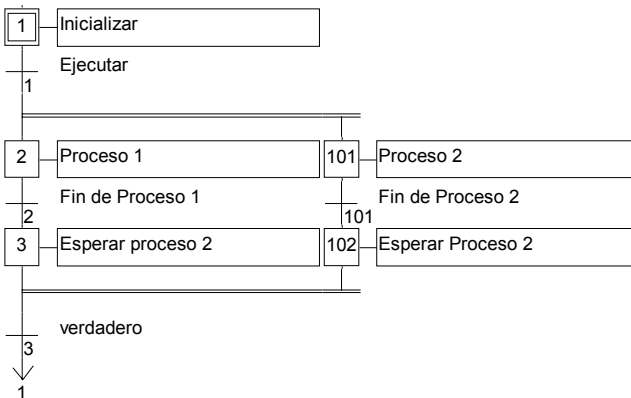 1 Inicializar
Ejecutar
1
2 Proceso 1 101 Proceso 2
Fin de Proceso 1 Fin de Proceso 2
2 101
3 Esperar proceso 2 102 Esperar Proceso 2
verdadero
3
1